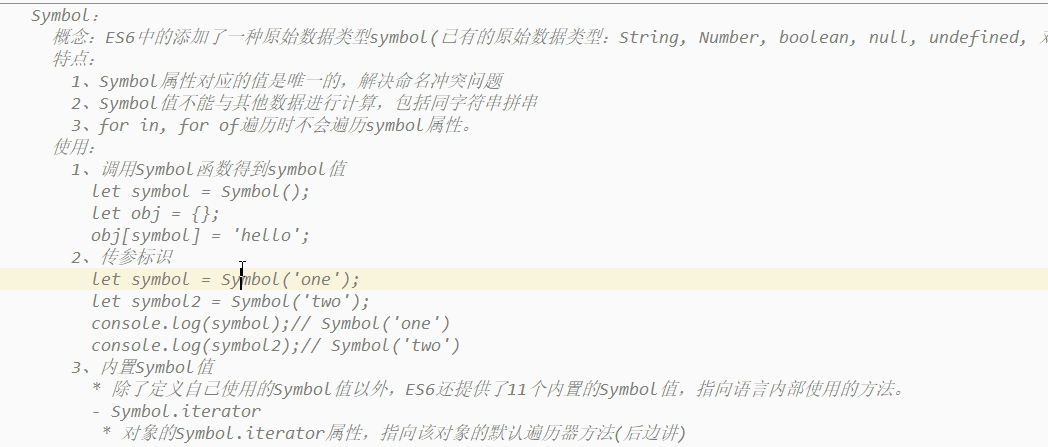 Symbol:
概念：ES6中的添加了一种原始数据类型symbol(已有的原始数据类型：String, Number, boolean, null, undefined,
特点：
1、Symbol属性对应的值是唯一的，解决命名冲突问题
2、Symbol值不能与其他数据进行计算，包括同字符串拼串
3、for in, for of遍历时不会遍历symbol属性。
使用：
1、调用Symbol函数得到symbol值
let symbol = Symbol();
let obj = {};
obj[symbol] = 'hello';
2、传参标识
let symbol = Symbol('one');
let symbol2 = Symbol('two');
console.log(symbol);// Symbol('one')
console.log(symbol2);// Symbol('two')
3、内置Symbol值
* 除了定义自己使用的Symbol值以外，ES6还提供了11个内置的Symbol值，指向语言内部使用的方法。
- Symbol.iterator
* 对象的Symbol.iterator属性，指向该对象的默认遍历器方法(后边讲)